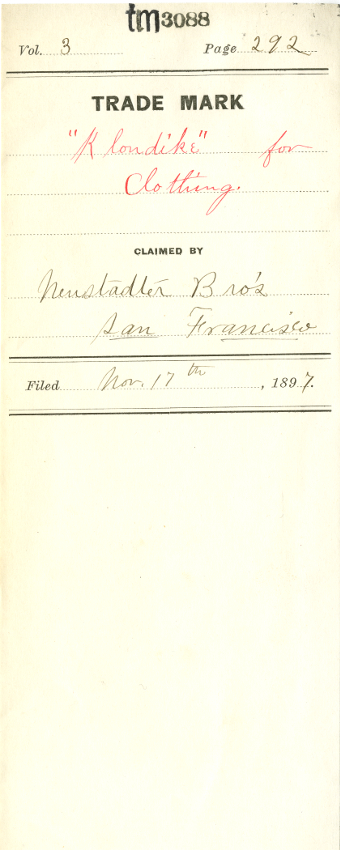 tm3088
Vol. 3 Page 292
TRADE MARK
"Klondike" for
Clothing.
CLAIMED BY
Neustadter Bro's
San Francisco
Filed Nov. 17th, 1897.